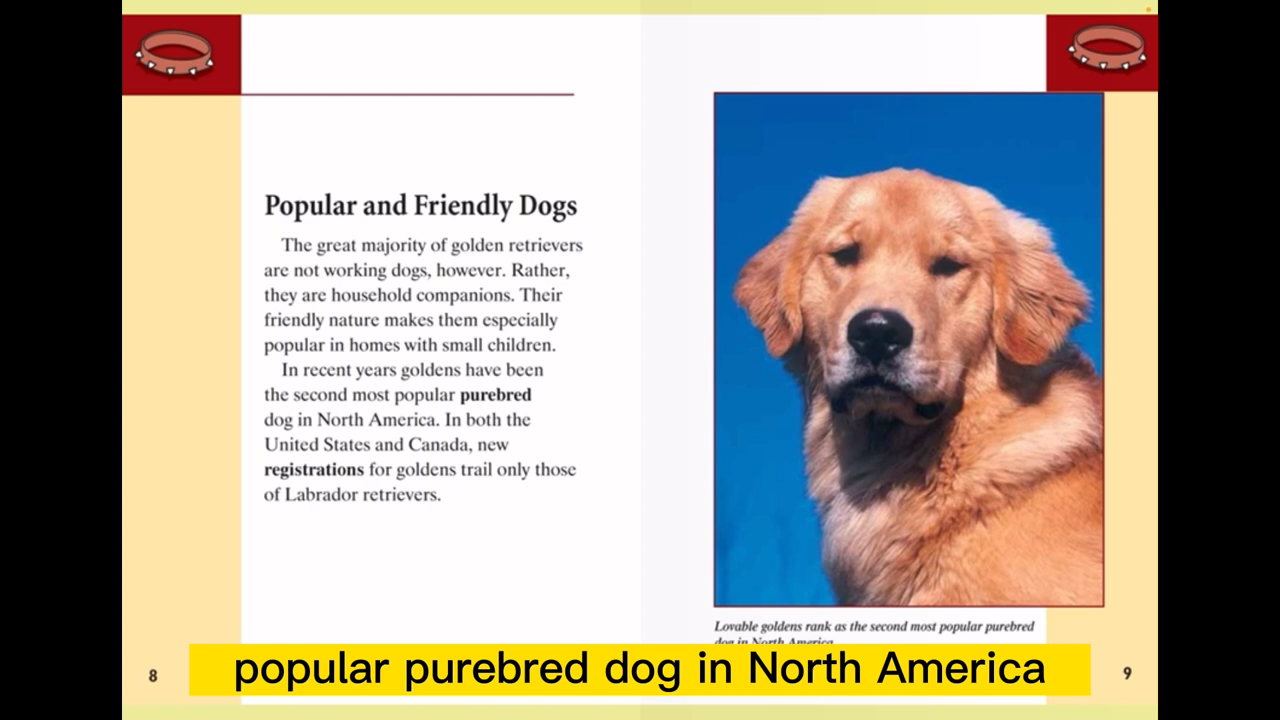 Popular and Friendly Dogs
The great majority of golden retrievers
are not working dogs, however. Rather,
they are household companions. Their
friendly nature makes them especially
popular in homes with small children.
In recent years goldens have been
the second most popular purebred
dog in North America. In both the
United States and Canada, new
registrations for goldens trail only those
of Labrador retrievers.
8
Lovable goldens rank as the second most popular purebred
dog in North America
9
popular purebred dog in North America